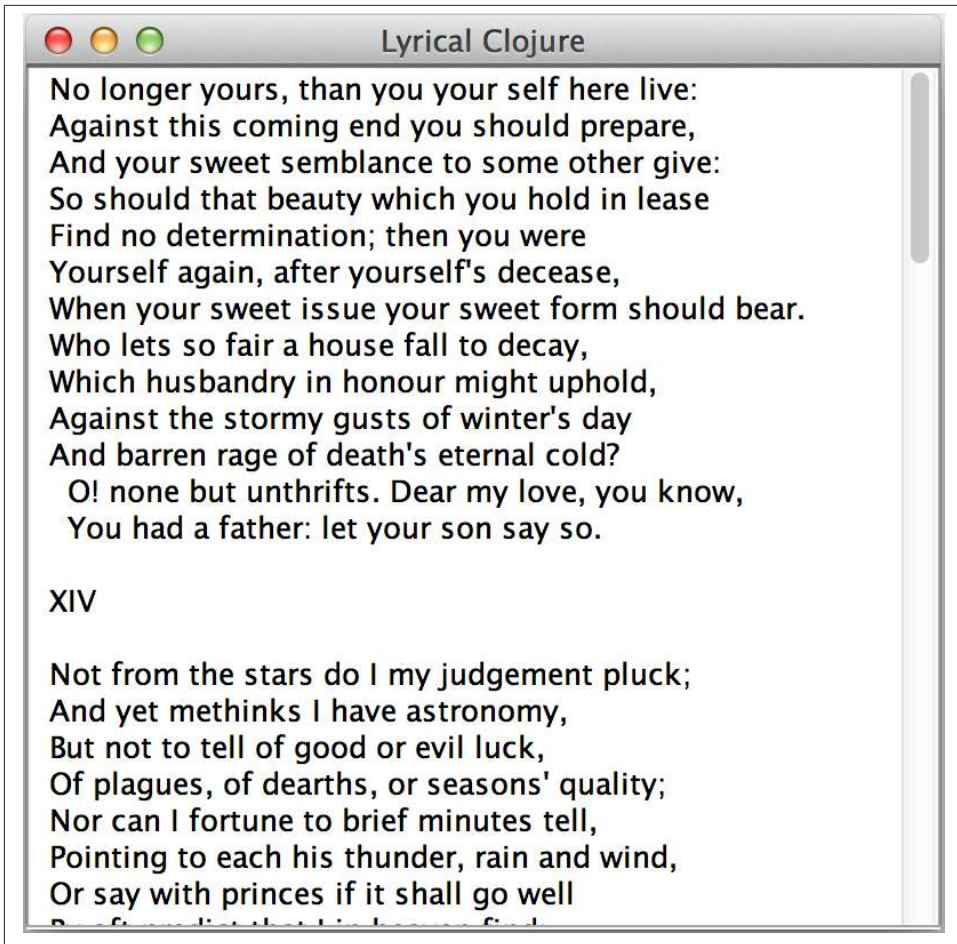 Lyrical Clojure
No longer yours, than you your self here live:
Against this coming end you should prepare,
And your sweet semblance to some other give:
So should that beauty which you hold in lease
Find no determination; then you were
Yourself again, after yourself's decease,
When your sweet issue your sweet form should bear.
Who lets so fair a house fall to decay,
Which husbandry in honour might uphold,
Against the stormy gusts of winter's day
And barren rage of death's eternal cold?
O! none but unthrifts. Dear my love, you know,
You had a father: let your son say so.
XIV
Not from the stars do I my judgement pluck;
And yet methinks I have astronomy,
But not to tell of good or evil luck,
Of plagues, of dearths, or seasons' quality;
Nor can I fortune to brief minutes tell,
Pointing to each his thunder, rain and wind,
Or say with princes if it shall go well